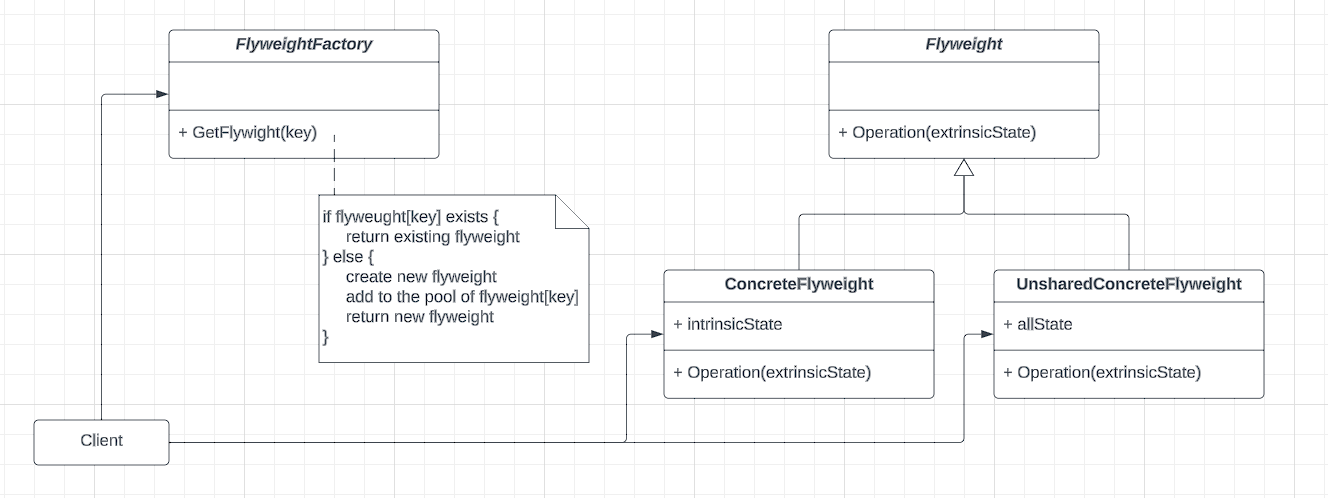 FlyweightFactory
+ GetFlywight(key)
if flyweught[key] exists {
return existing flyweight
} else {
create new flyweight
add to the pool of flyweight[key]
return new flyweight
}
Flyweight
+ Operation(extrinsicState)
ConcreteFlyweight
+ intrinsicState
+ Operation(extrinsicState)
UnsharedConcreteFlyweight
+ allState
+ Operation(extrinsicState)
Client